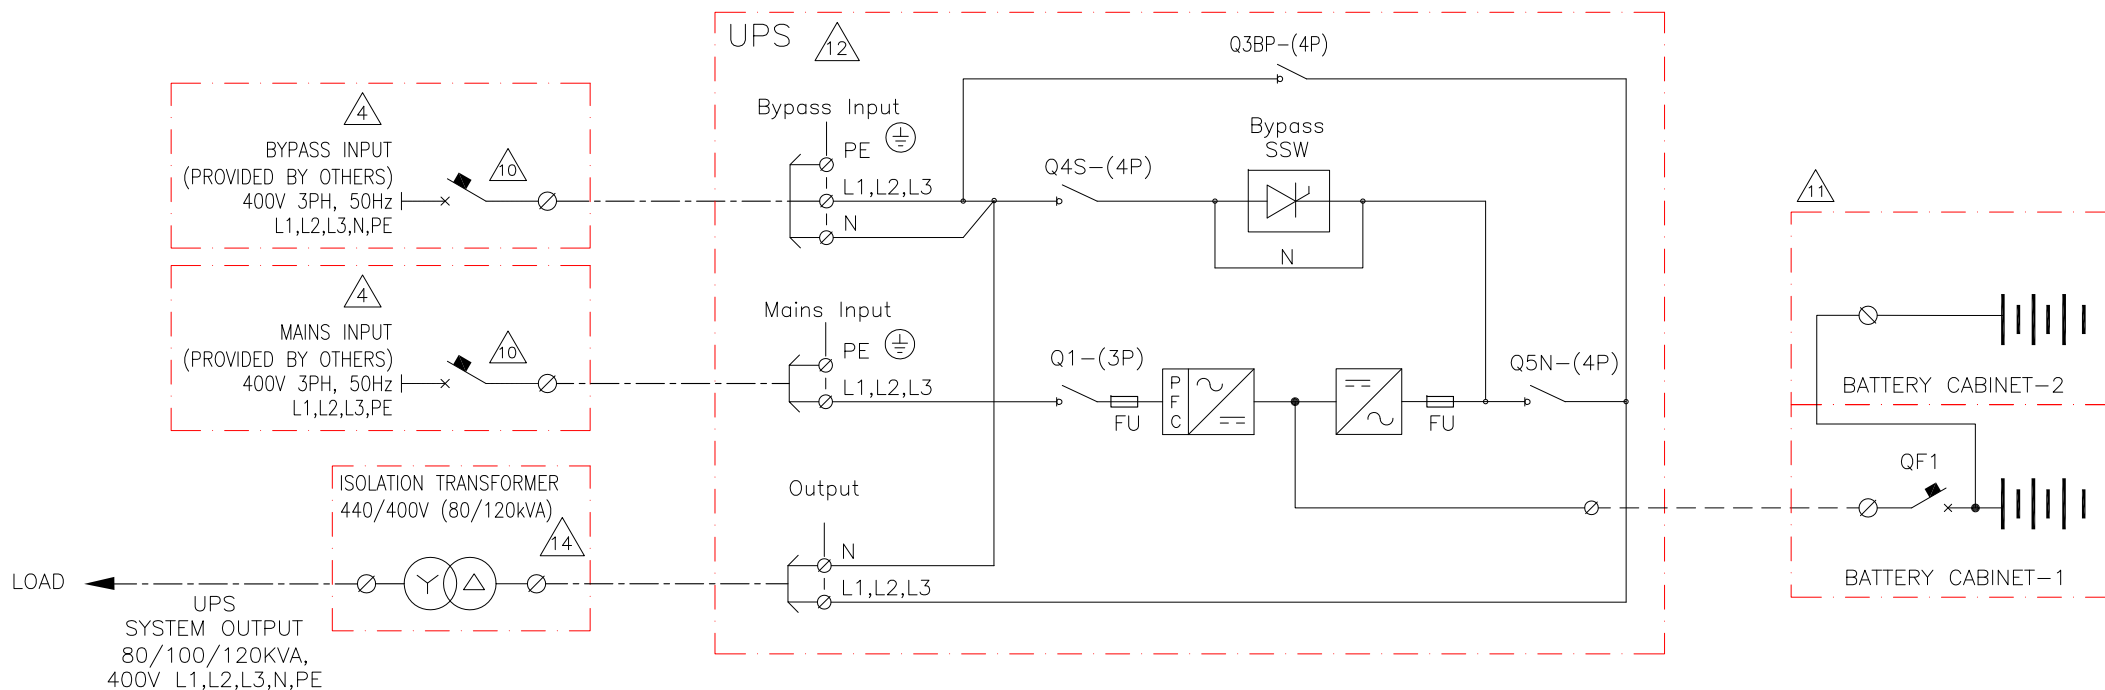 UPS
12
Q3BP-(4P)
4
BYPASS INPUT
(PROVIDED BY OTHERS)
400V 3PH, 50Hz
L1,L2,L3,N,PE
10
Bypass Input
PE
L1,L2,L3
N
Q4S-(4P)
Bypass
SSW
N
11
4
MAINS INPUT
(PROVIDED BY OTHERS)
400V 3PH, 50Hz
L1,L2,L3,PE
10
Mains Input
PE
L1,L2,L3
Q1-(3P)
FU
P
F
C
FU
Q5N-(4P)
BATTERY CABINET-2
QF1
BATTERY CABINET-1
ISOLATION TRANSFORMER
440/400V (80/120kVA)
14
Output
N
L1,L2,L3
LOAD
UPS
SYSTEM OUTPUT
80/100/120KVA,
400V L1,L2,L3,N,PE